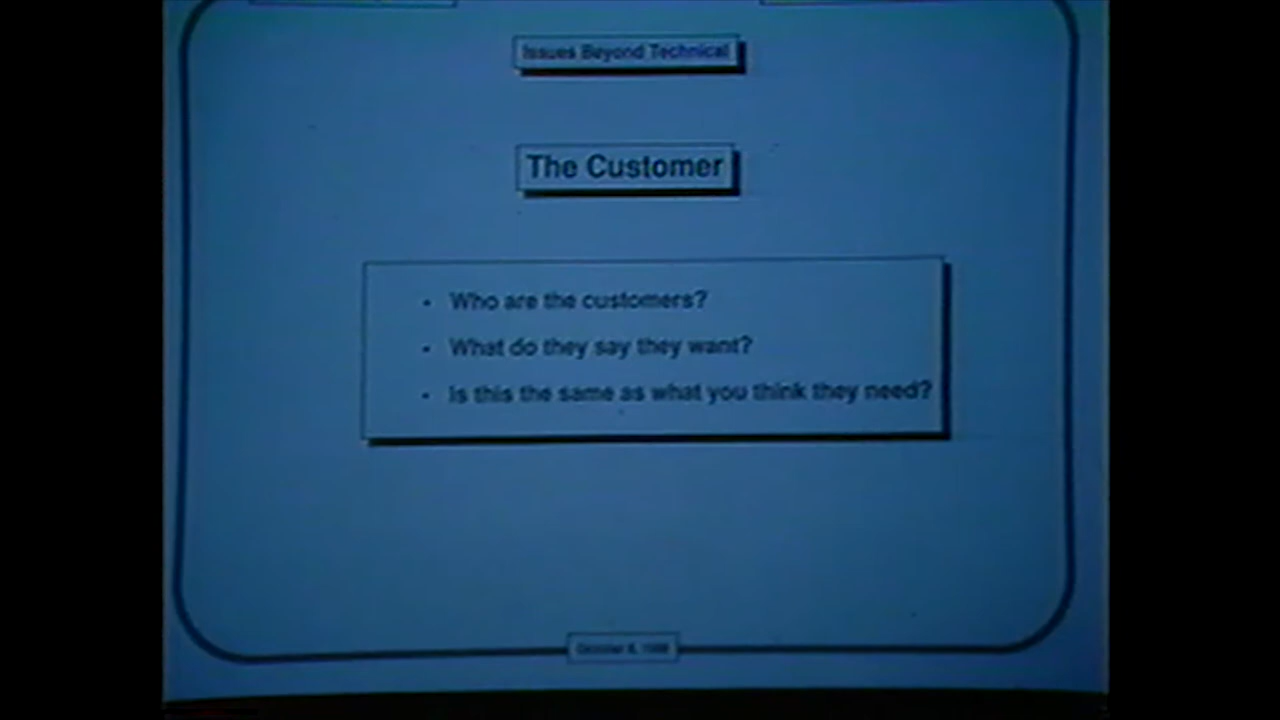 Issues Beyond Technical
The Customer
• Who are the customers?
• What do they say they want?
• Is this the same as what you think they need?
October